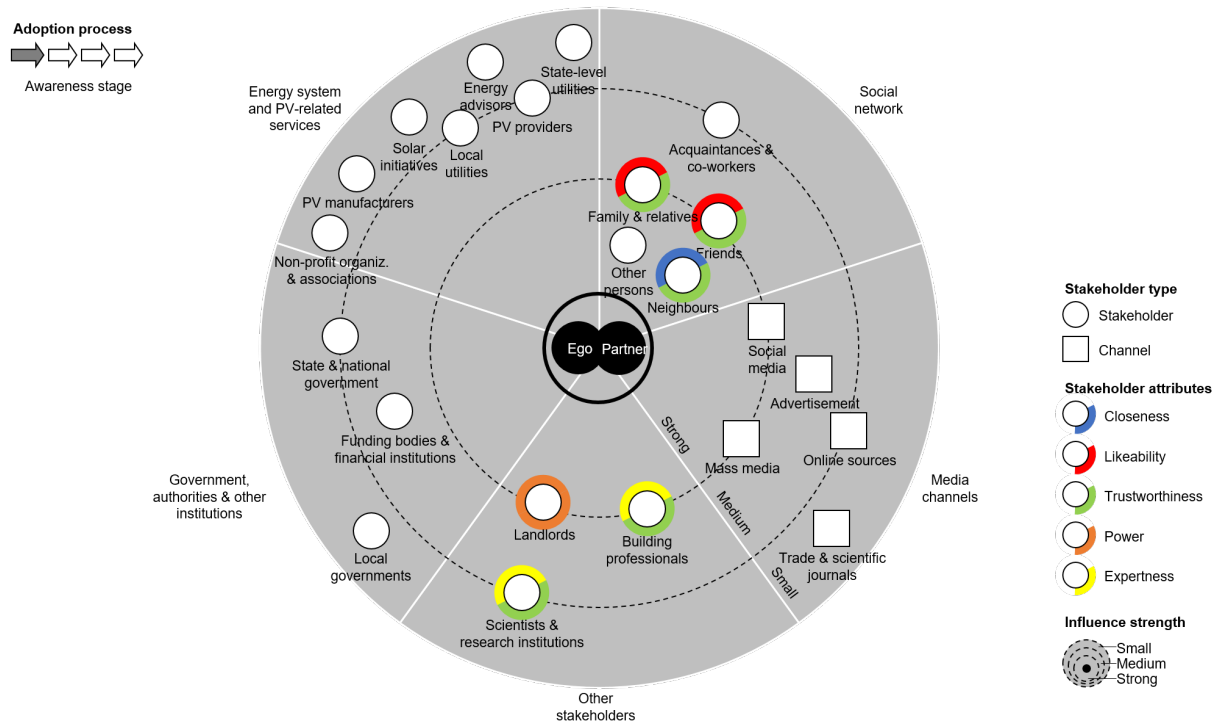 Adoption process
Awareness stage
Energy system
and PV-related
services
State-level
utilities
Energy
advisors
PV providers
Solar
initiatives
Local
utilities
PV manufacturers
Non-profit organiz.
& associations
Social
network
Acquaintances &
co-workers
Family & relatives
Friends
Other
persons
Neighbours
Ego
Partner
Social
media
Advertisement
Mass media
Online sources
Trade & scientific
journals
Media
channels
Strong
Medium
Small
State & national
government
Funding bodies &
financial institutions
Local
governments
Government,
authorities & other
institutions
Landlords
Building
professionals
Scientists &
research institutions
Other
stakeholders
Stakeholder type
Stakeholder
Channel
Stakeholder attributes
Closeness
Likeability
Trustworthiness
Power
Expertness
Influence strength
Small
Medium
Strong